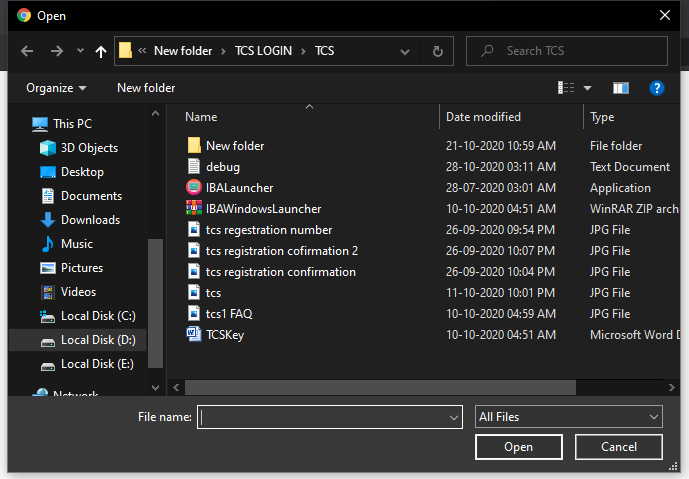 Open
New folder TCS LOGIN TCS
Search TCS
Organize New folder
This PC
3D Objects
Desktop
Documents
Downloads
Music
Pictures
Videos
Local Disk (C:)
Local Disk (D:)
Local Disk (E:)
Network
Name Date modified Type
New folder 21-10-2020 10:59 AM File folder
debug 28-10-2020 03:11 AM Text Document
IBALauncher 28-07-2020 03:01 AM Application
IBAWindowsLauncher 10-10-2020 04:51 AM WinRAR ZIP archi
tcs regestration number 26-09-2020 09:54 PM JPG File
tcs registration cofirmation 2 26-09-2020 10:07 PM JPG File
tcs registration confirmation 26-09-2020 10:04 PM JPG File
tcs 11-10-2020 10:01 PM JPG File
tcs1 FAQ 10-10-2020 04:59 AM JPG File
TCSKey 10-10-2020 04:51 AM Microsoft Word D
File name:
All Files
Open Cancel